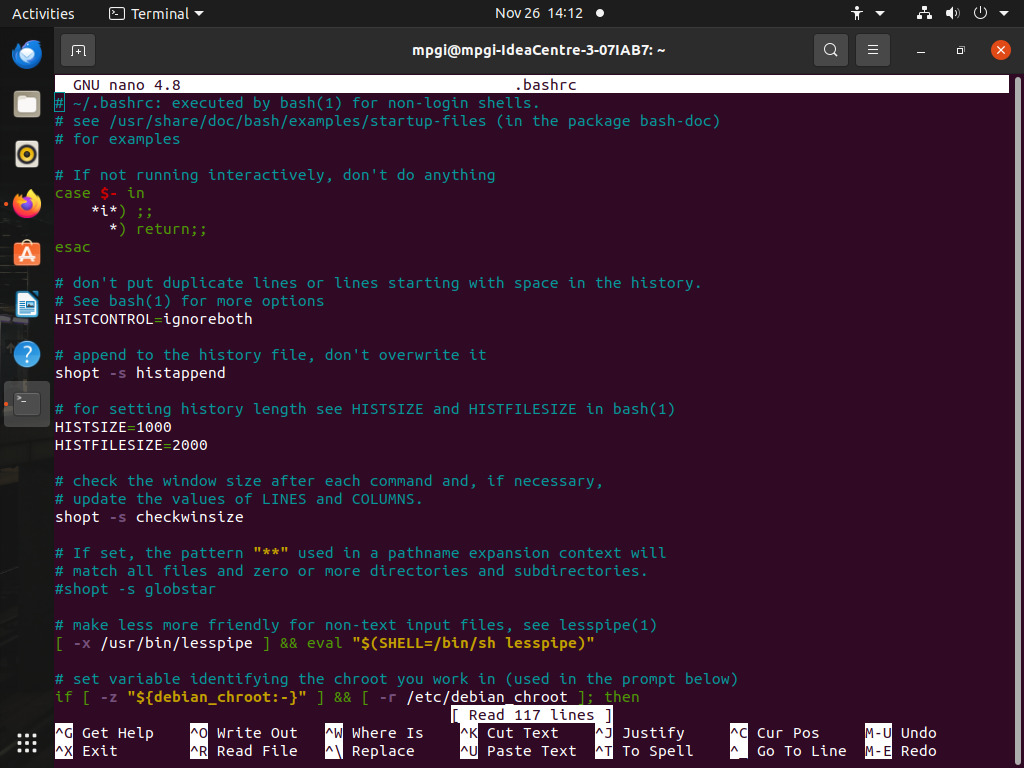 Activities
Terminal
Nov 26 14:12
mpgi@mpgi-IdeaCentre-3-07IAB7: ~
GNU nano 4.8 .bashrc
# ~/.bashrc: executed by bash(1) for non-login shells.
# see /usr/share/doc/bash/examples/startup-files (in the package bash-doc)
# for examples
# If not running interactively, don't do anything
case $- in
    *i*) ;;
      *) return;;
esac
# don't put duplicate lines or lines starting with space in the history.
# See bash(1) for more options
HISTCONTROL=ignoreboth
# append to the history file, don't overwrite it
shopt -s histappend
# for setting history length see HISTSIZE and HISTFILESIZE in bash(1)
HISTSIZE=1000
HISTFILESIZE=2000
# check the window size after each command and, if necessary,
# update the values of LINES and COLUMNS.
shopt -s checkwinsize
# If set, the pattern "**" used in a pathname expansion context will
# match all files and zero or more directories and subdirectories.
#shopt -s globstar
# make less more friendly for non-text input files, see lesspipe(1)
[ -x /usr/bin/lesspipe ] && eval "$(SHELL=/bin/sh lesspipe)"
# set variable identifying the chroot you work in (used in the prompt below)
if [ -z "${debian_chroot:-}" ] && [ -r /etc/debian_chroot ]; then
[ Read 117 lines ]
^G Get Help ^O Write Out ^W Where Is ^K Cut Text ^J Justify ^C Cur Pos M-U Undo
^X Exit ^R Read File ^\ Replace ^U Paste Text ^T To Spell ^_ Go To Line M-E Redo